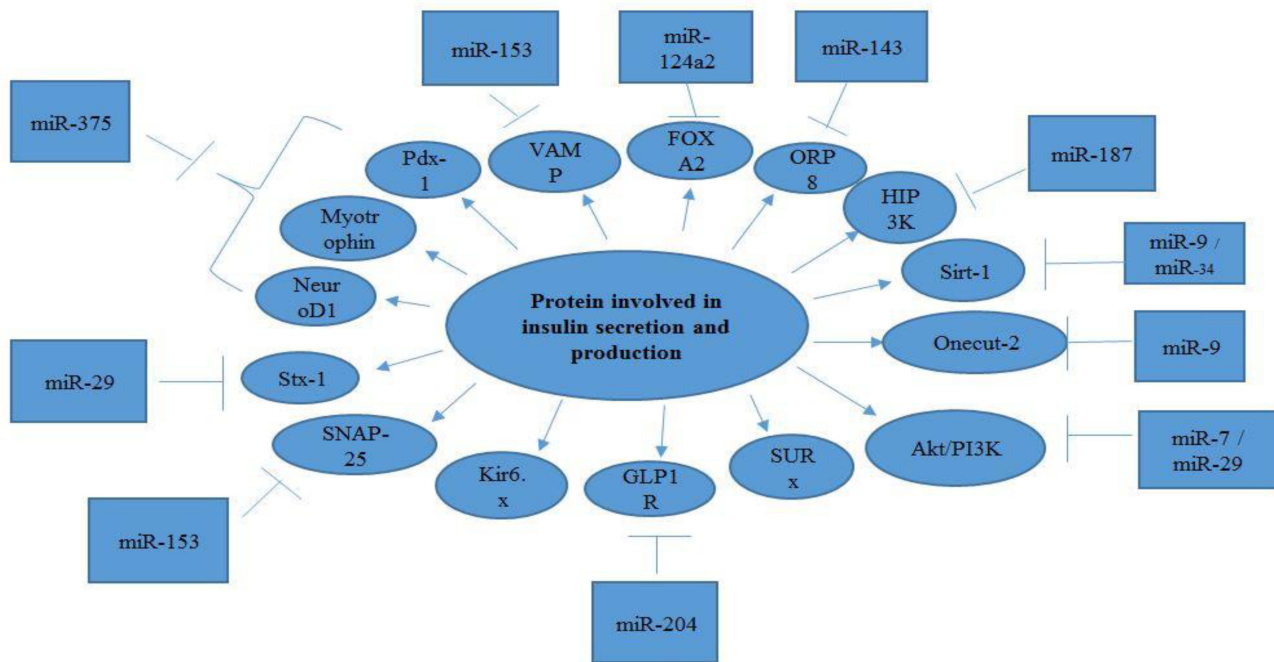 miR-153
miR-
124a2
miR-143
miR-375
miR-187
Pdx-
1
VAM
P
FOX
A2
ORP
8
HIP
3K
Myotr
ophin
Neur
oD1
Sirt-1
miR-9 /
miR-34
Protein involved in
insulin secretion and
production
Onecut-2
miR-9
miR-29
Stx-1
SNAP-
25
Kir6.
x
GLP1
R
SUR
x
Akt/PI3K
miR-7 /
miR-29
miR-153
miR-204